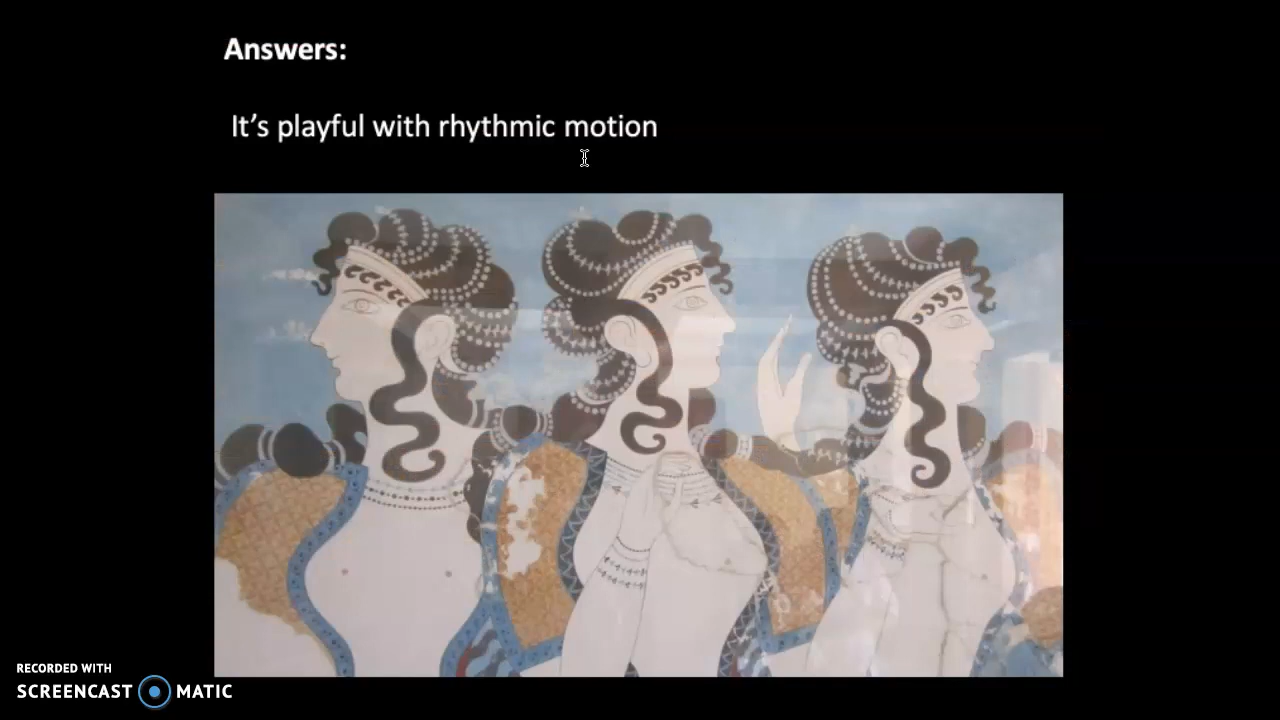 Answers:
It's playful with rhythmic motion
RECORDED WITH
SCREENCAST MATIC